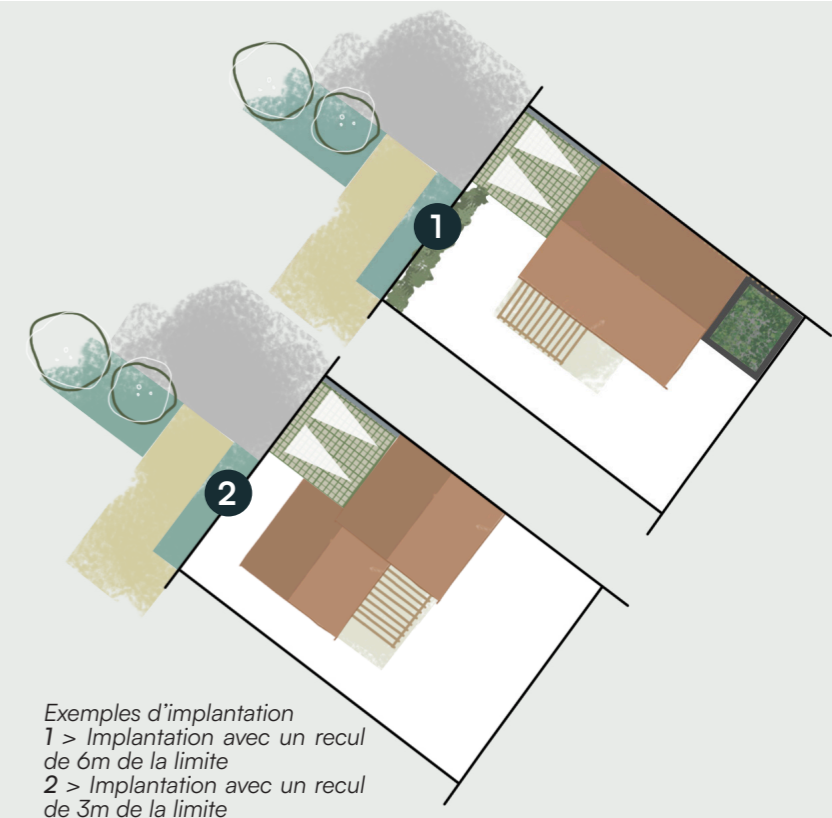 1
2
Exemples d'implantation
1 > Implantation avec un recul
de 6m de la limite
2 > Implantation avec un recul
de 3m de la limite